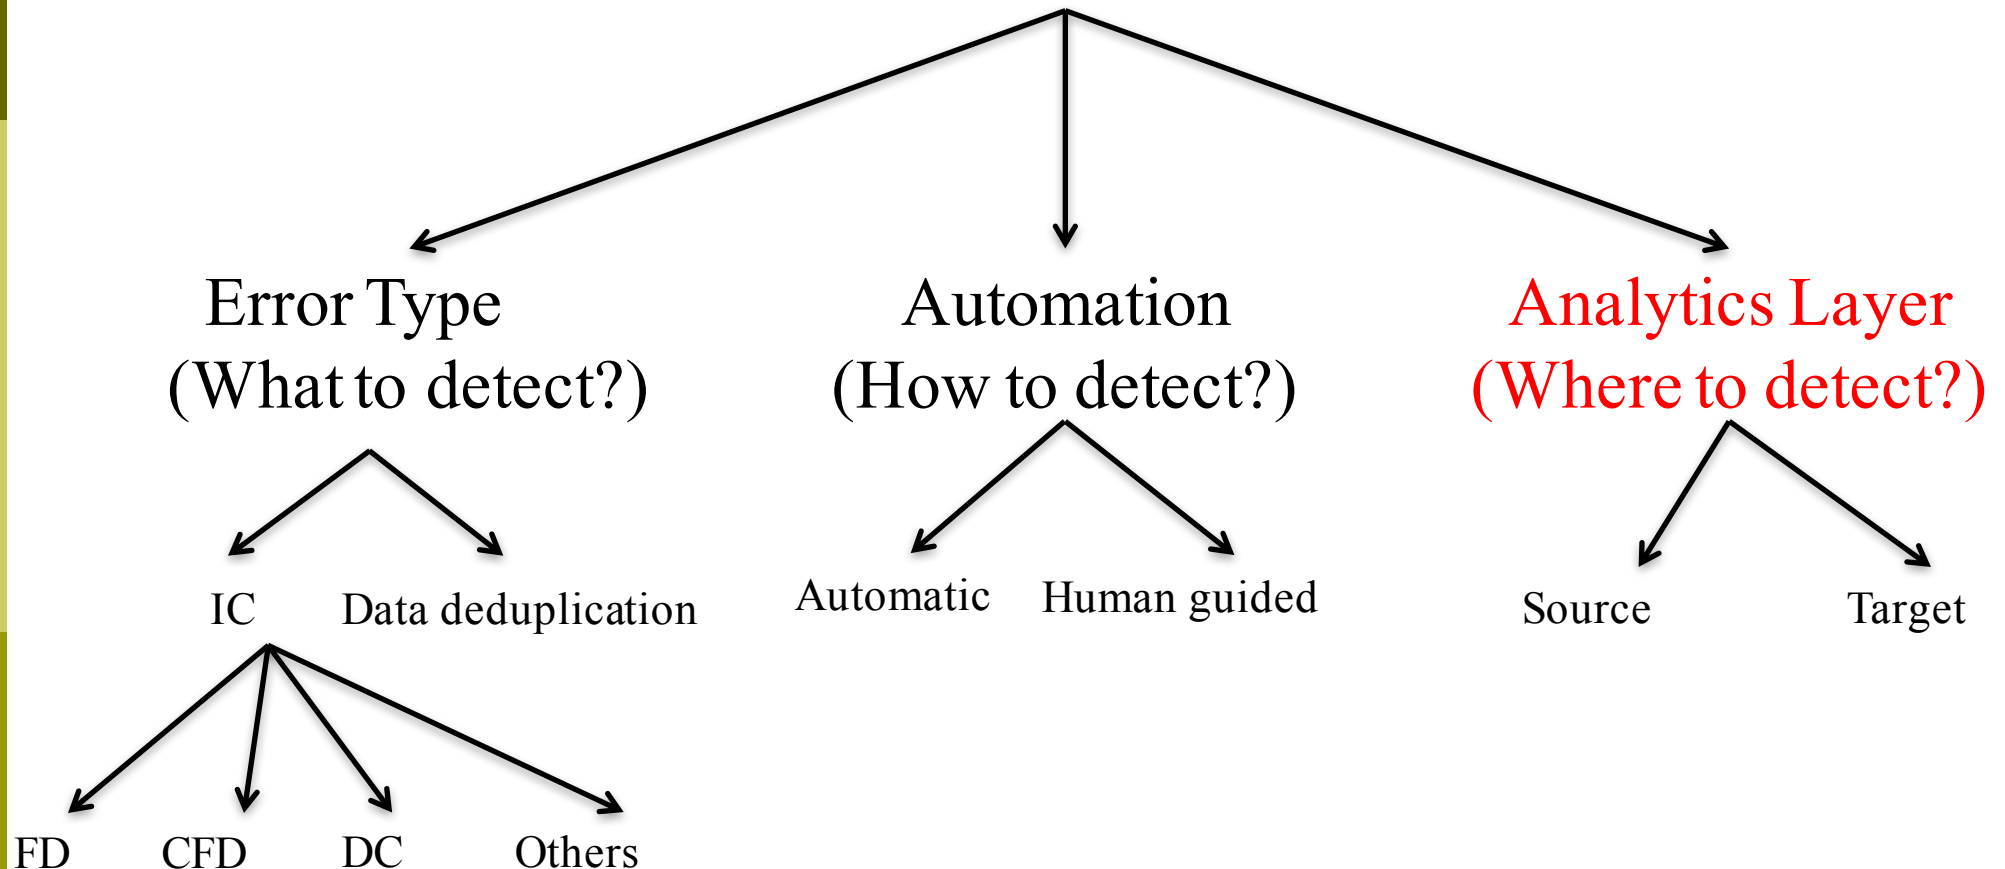 Error Type
(What to detect?)
Automation
(How to detect?)
Analytics Layer
(Where to detect?)
IC
Data deduplication
Automatic
Human guided
Source
Target
FD
CFD
DC
Others